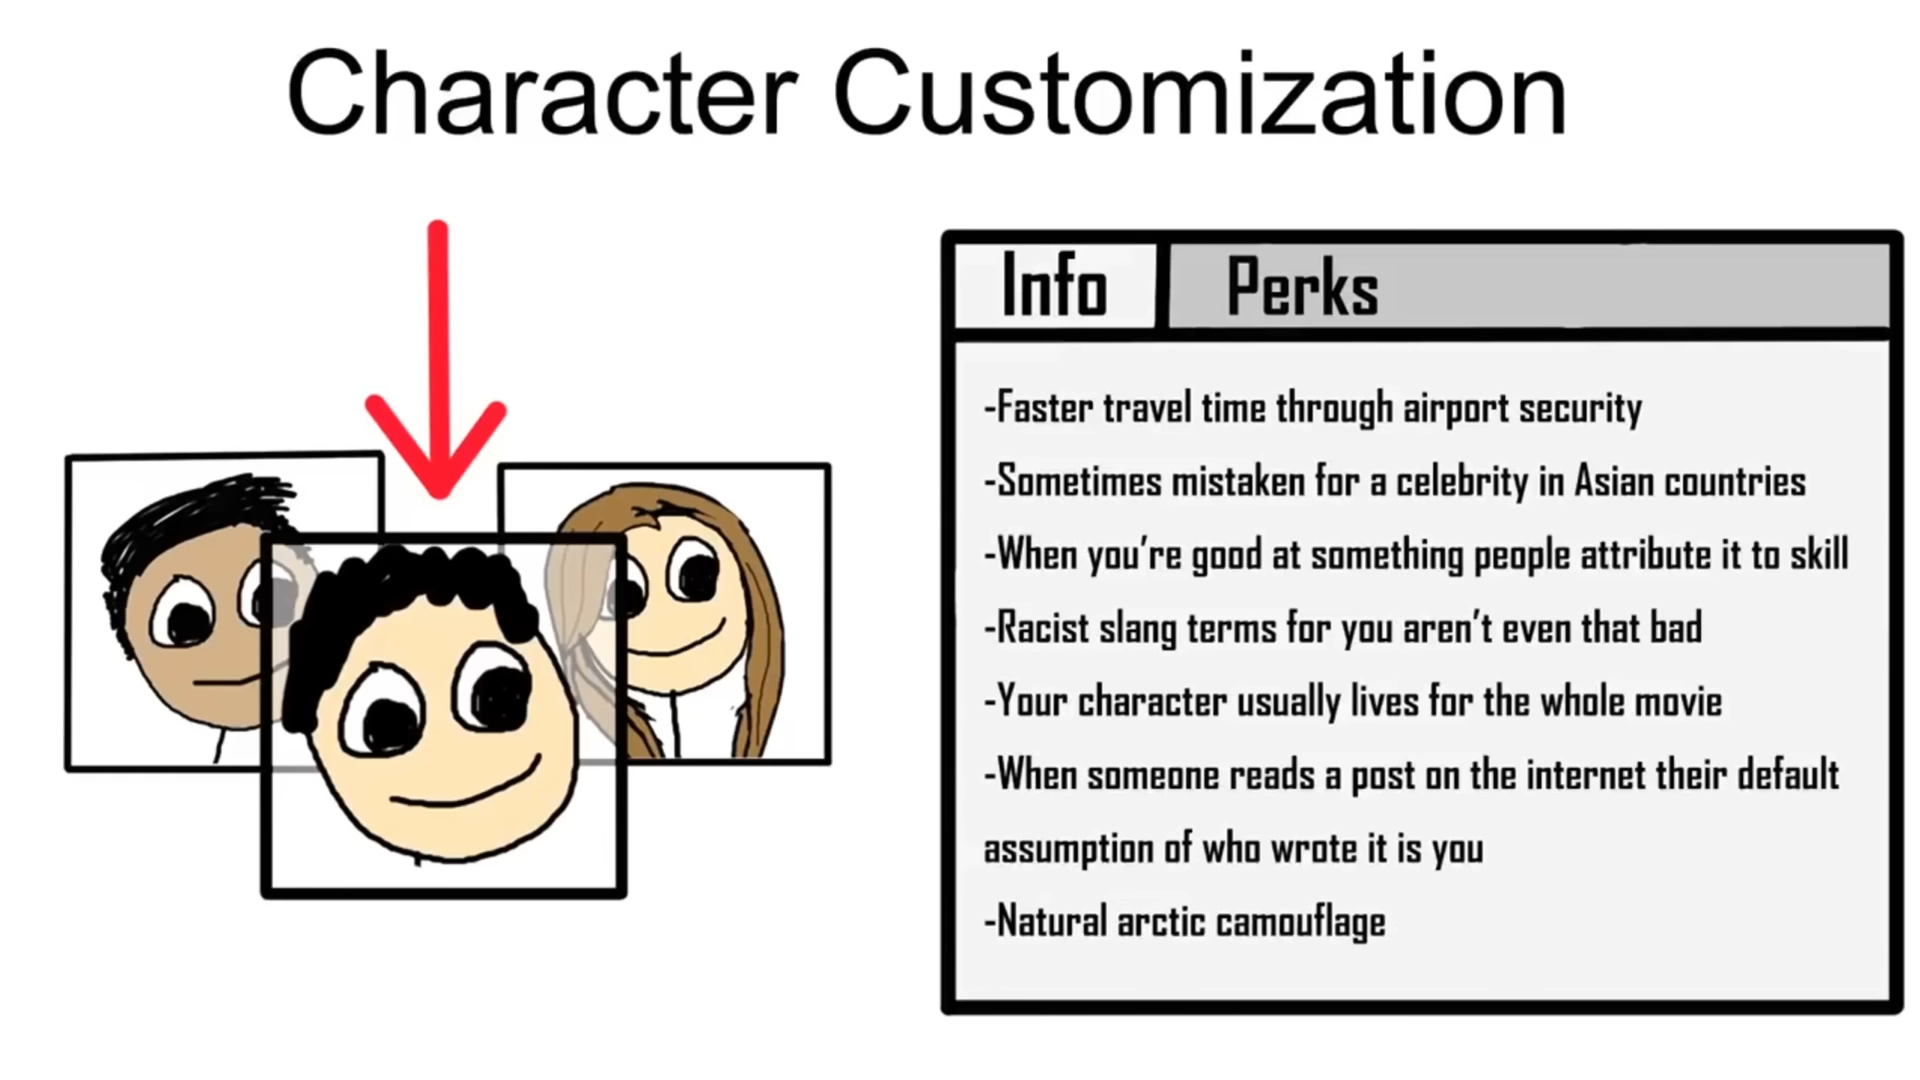 Character Customization
Info Perks
-Faster travel time through airport security
-Sometimes mistaken for a celebrity in Asian countries
-When you're good at something people attribute it to skill
-Racist slang terms for you aren't even that bad
-Your character usually lives for the whole movie
-When someone reads a post on the internet their default
assumption of who wrote it is you
-Natural arctic camouflage